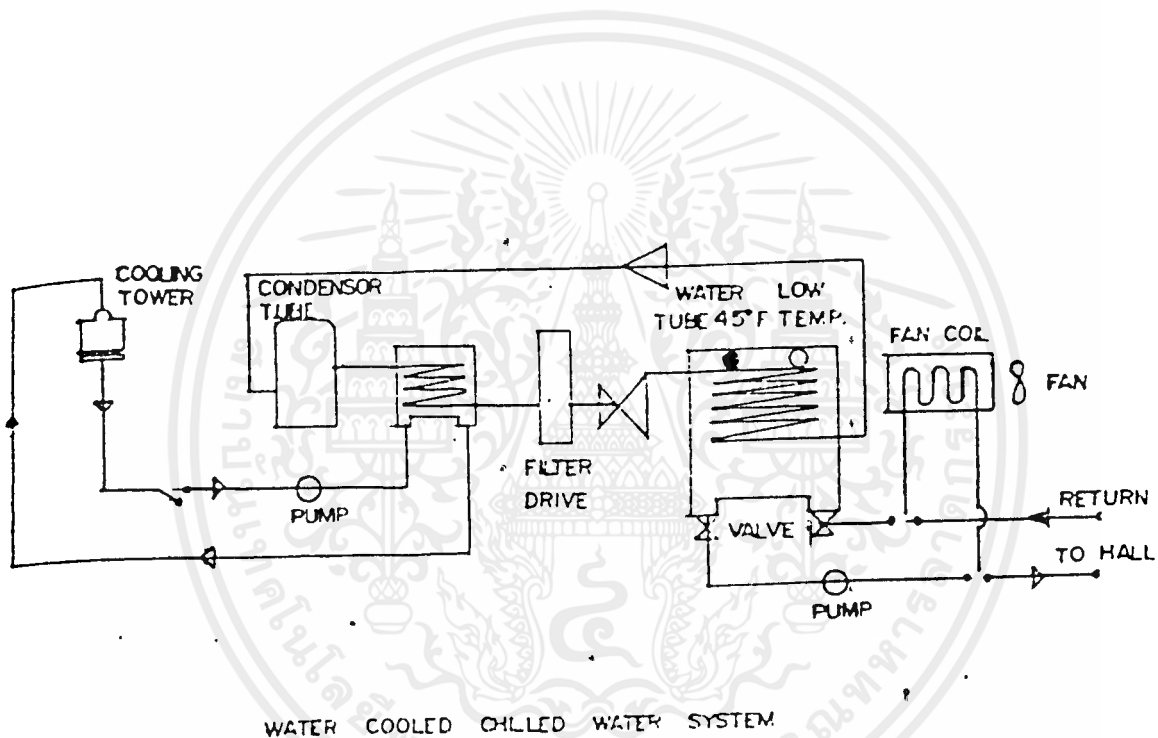 COOLING
TOWER
CONDENSOR
TUBE
WATER LOW
TUBE 45°F TEMP.
FAN COIL
FAN
FILTER
DRIVE
PUMP
VALVE
RETURN
TO HALL
PUMP
WATER COOLED CHILLED WATER SYSTEM